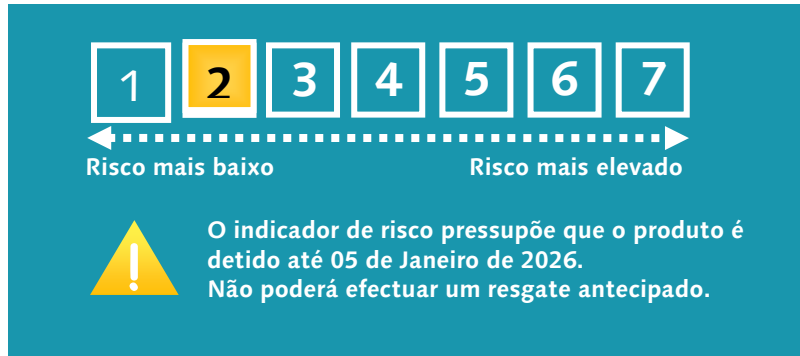 1 2 3 4 5 6 7
Risco mais baixo Risco mais elevado
O indicador de risco pressupõe que o produto é
detido até 05 de Janeiro de 2026.
Não poderá efectuar um resgate antecipado.